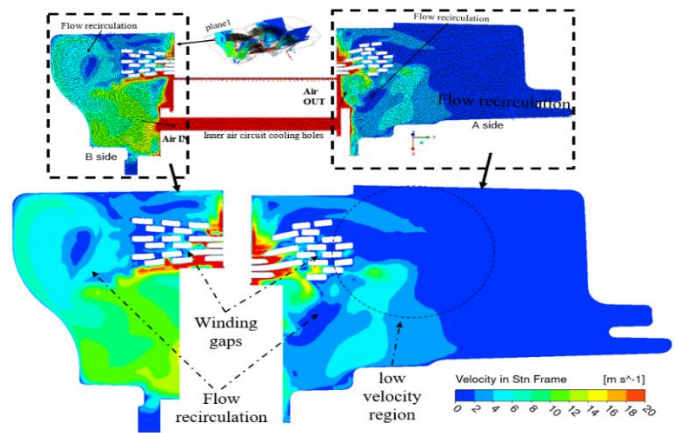 Flow recirculation
plane1
Air
OUT
Flow recirculation
A side
B side
Air IN
Inner air circuit cooling holes
Winding
gaps
Flow
recirculation
low
velocity
region
Velocity in Stn Frame [m s^-1]
0 2 4 6 8 10 12 14 16 18 20